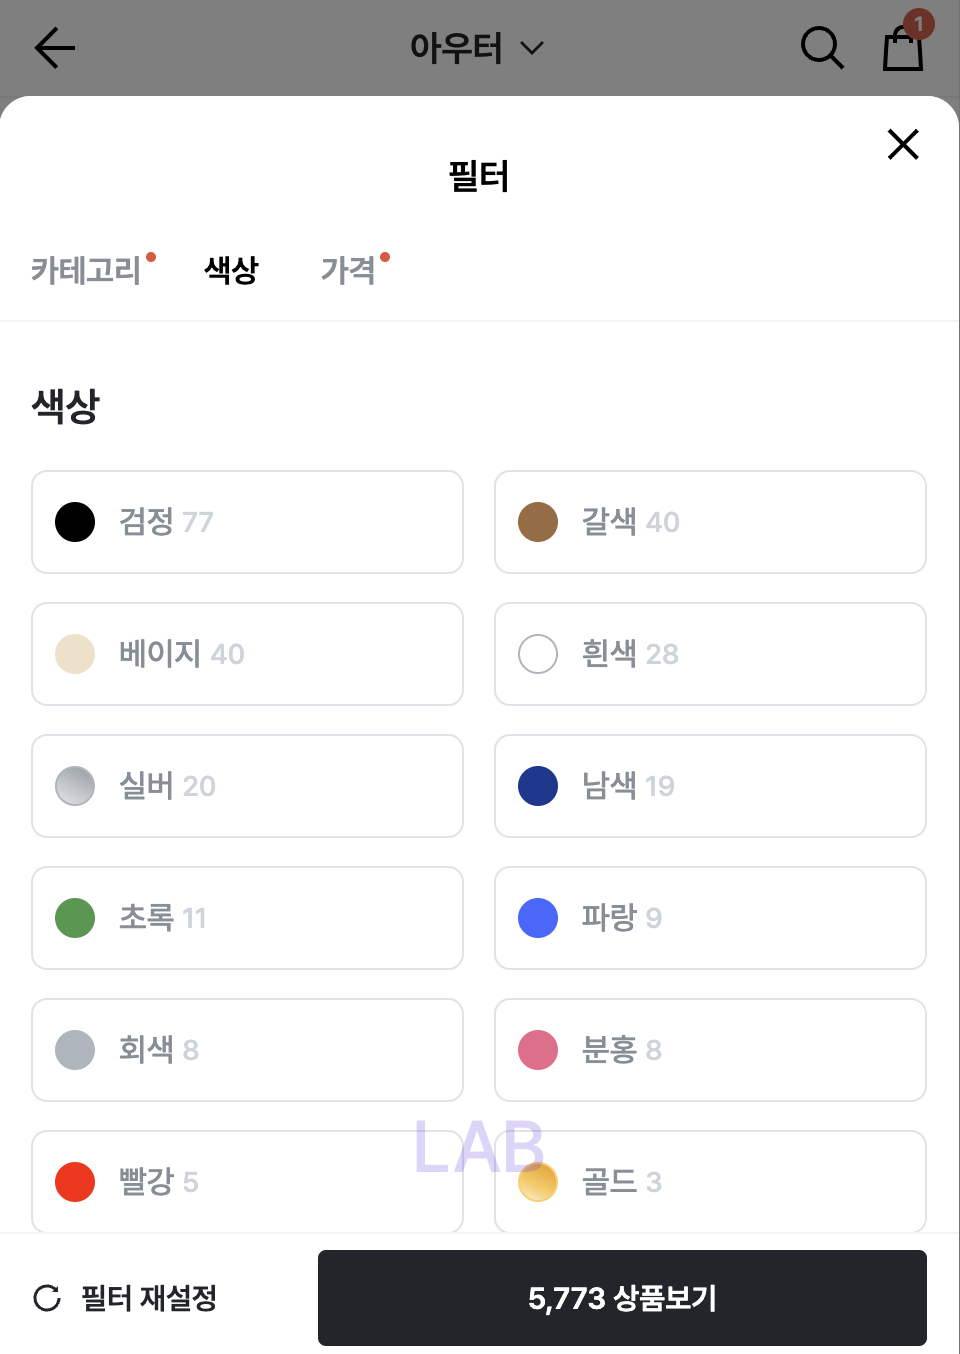 아우터
1
필터
카테고리 색상 가격
색상
검정 77
갈색 40
베이지 40
흰색 28
실버 20
남색 19
초록 11
파랑 9
회색 8
분홍 8
LAB
빨강 5
골드 3
필터 재설정
5,773 상품보기